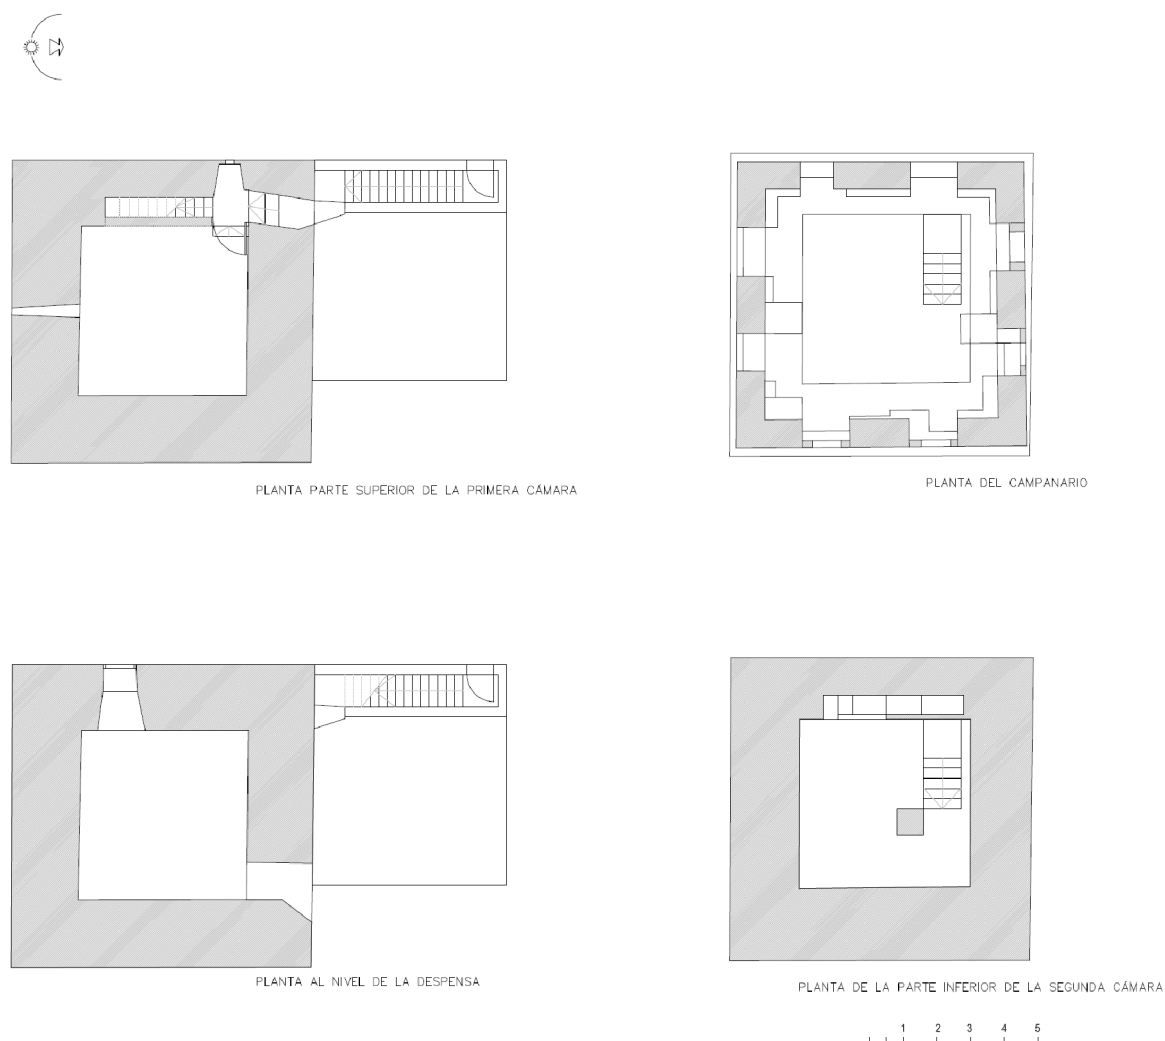 PLANTA PARTE SUPERIOR DE LA PRIMERA CÁMARA
PLANTA DEL CAMPANARIO
PLANTA AL NIVEL DE LA DESPENSA
PLANTA DE LA PARTE INFERIOR DE LA SEGUNDA CÁMARA
1 2 3 4 5